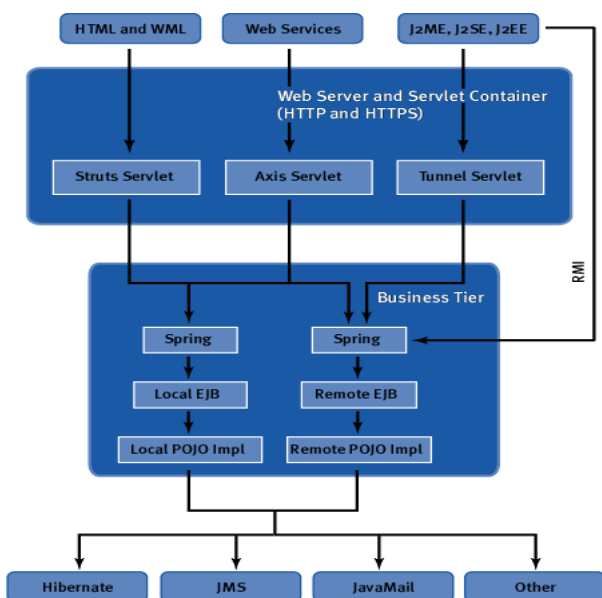 HTML and WML
Web Services
J2ME, J2SE, J2EE
Web Server and Servlet Container
(HTTP and HTTPS)
Struts Servlet
Axis Servlet
Tunnel Servlet
RMI
Business Tier
Spring
Spring
Local EJB
Remote EJB
Local POJO Impl
Remote POJO Impl
Hibernate
JMS
JavaMail
Other